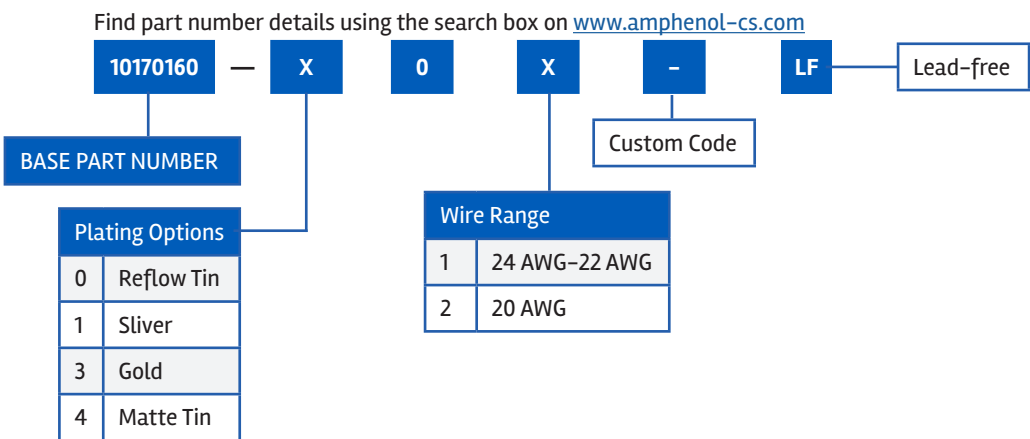 Find part number details using the search box on www.amphenol-cs.com
10170160 — X 0 X - LF Lead-free
BASE PART NUMBER
Custom Code
Plating Options
0 Reflow Tin
1 Sliver
3 Gold
4 Matte Tin
Wire Range
1 24 AWG-22 AWG
2 20 AWG